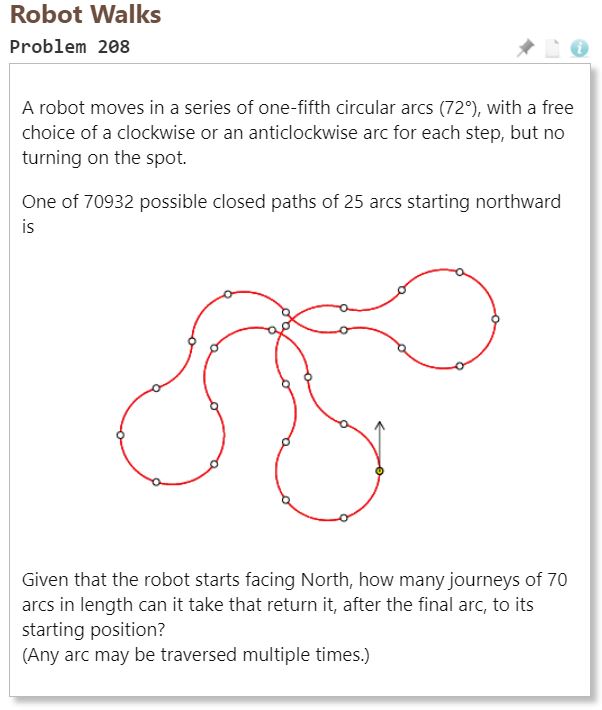 Robot Walks
Problem 208
A robot moves in a series of one-fifth circular arcs (72°), with a free
choice of a clockwise or an anticlockwise arc for each step, but no
turning on the spot.
One of 70932 possible closed paths of 25 arcs starting northward
is
Given that the robot starts facing North, how many journeys of 70
arcs in length can it take that return it, after the final arc, to its
starting position?
(Any arc may be traversed multiple times.)